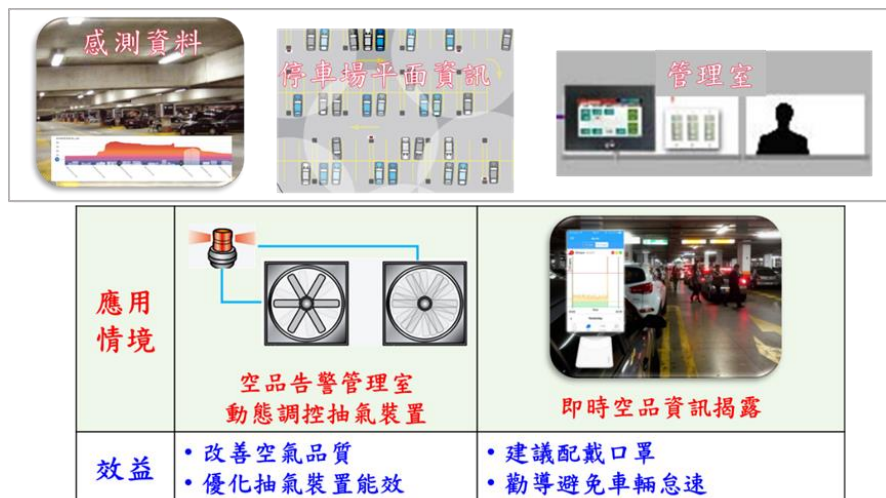 感測資料
停車場平面資訊
管理室
應用
情境
空品告警管理室
動態調控抽氣裝置
即時空品資訊揭露
效益
• 改善空氣品質
• 優化抽氣裝置能效
• 建議配戴口罩
• 勸導避免車輛怠速